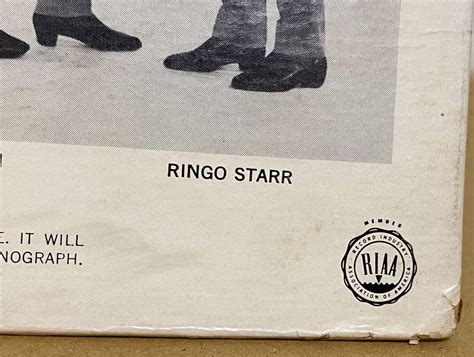 RINGO STARR
E. IT WILL
NOGRAPH.
MEMBER
RECORD INDUSTRY
RIAA
ASSOCIATION OF AMERICA